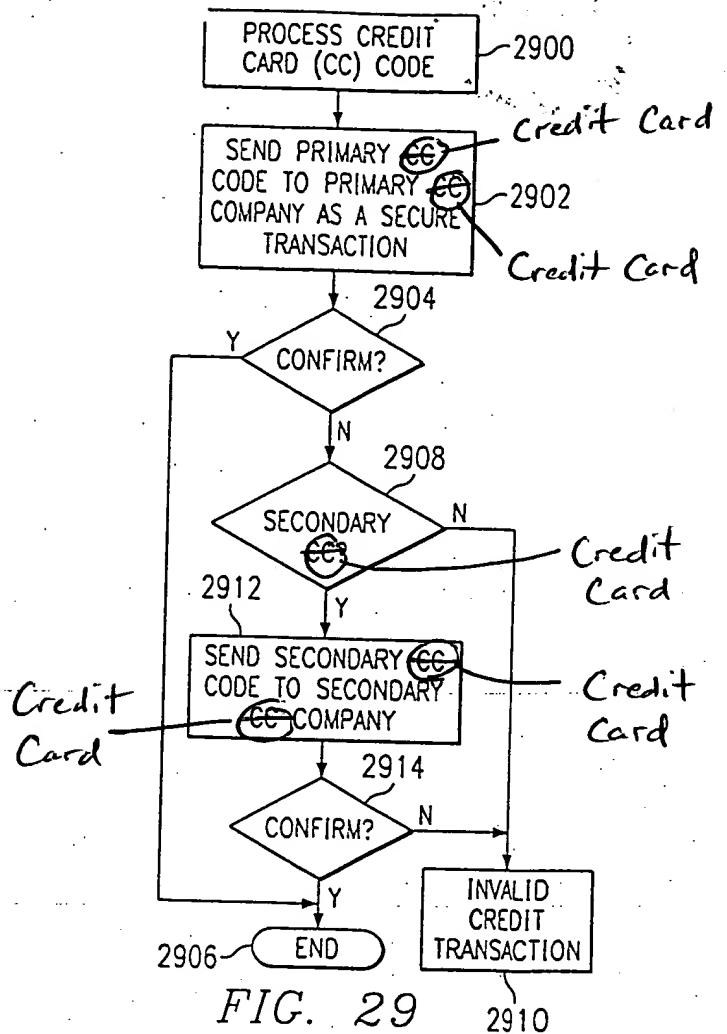 PROCESS CREDIT
CARD (CC) CODE
2900
SEND PRIMARY CC
Credit Card
CODE TO PRIMARY CC
2902
COMPANY AS A SECURE
TRANSACTION
Credit Card
2904
Y
CONFIRM?
N
2908
SECONDARY
N
CC?
Credit
Card
2912
Y
SEND SECONDARY CC
CODE TO SECONDARY
CC COMPANY
Credit
Card
Credit
Card
2914
CONFIRM?
N
Y
INVALID
CREDIT
TRANSACTION
2906
END
FIG. 29
2910